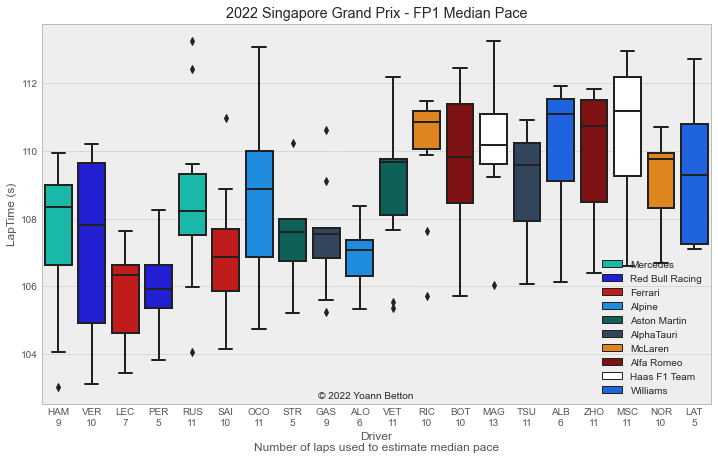 2022 Singapore Grand Prix - FP1 Median Pace
LapTime (s)
112
110
108
106
104
Mercedes
Red Bull Racing
Ferrari
Alpine
Aston Martin
AlphaTauri
McLaren
Alfa Romeo
Haas F1 Team
Williams
© 2022 Yoann Betton
HAM VER LEC PER RUS SAI OCO STR GAS ALO VET RIC BOT MAG TSU ALB ZHO MSC NOR LAT
9 10 7 5 11 10 11 5 9 6 11 10 10 13 11 6 11 11 10 5
Driver
Number of laps used to estimate median pace